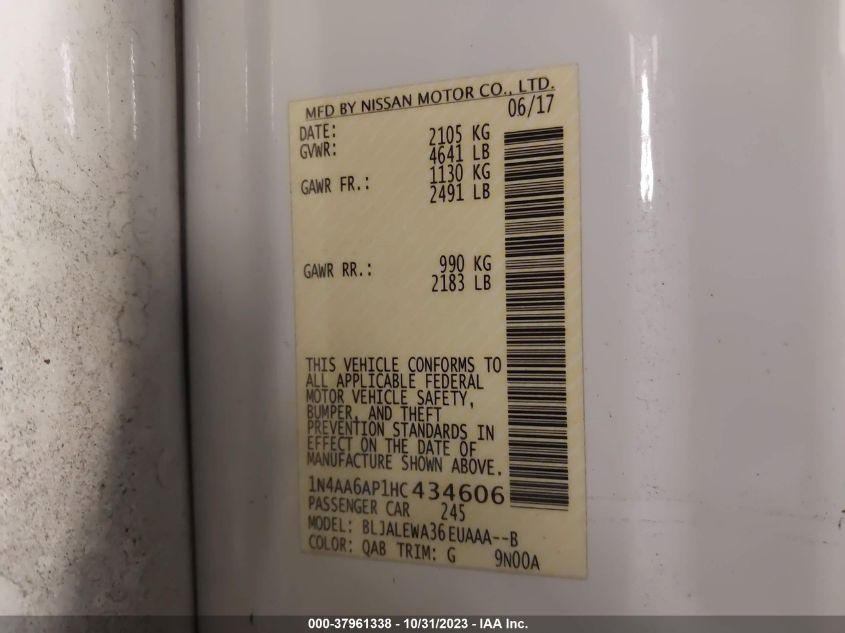 MFD BY NISSAN MOTOR CO., LTD.
DATE: 06/17
GVWR: 2105 KG
4641 LB
GAWR FR.: 1130 KG
2491 LB
GAWR RR.: 990 KG
2183 LB
THIS VEHICLE CONFORMS TO
ALL APPLICABLE FEDERAL
MOTOR VEHICLE SAFETY,
BUMPER, AND THEFT
PREVENTION STANDARDS IN
EFFECT ON THE DATE OF
MANUFACTURE SHOWN ABOVE.
1N4AA6AP1HC434606
PASSENGER CAR 245
MODEL: BLJALEWA36EUAAA--B
COLOR: QAB TRIM: G 9N00A
000-37961338 - 10/31/2023 - IAA Inc.